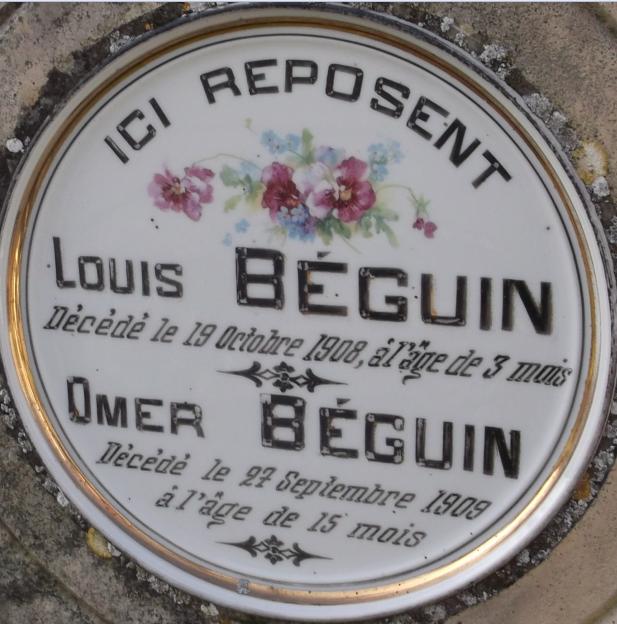 ICI REPOSENT
LOUIS BÉGUIN
Décédé le 19 Octobre 1908, à l'âge de 3 mois
OMER BÉGUIN
Décédé le 27 Septembre 1909
à l'âge de 15 mois